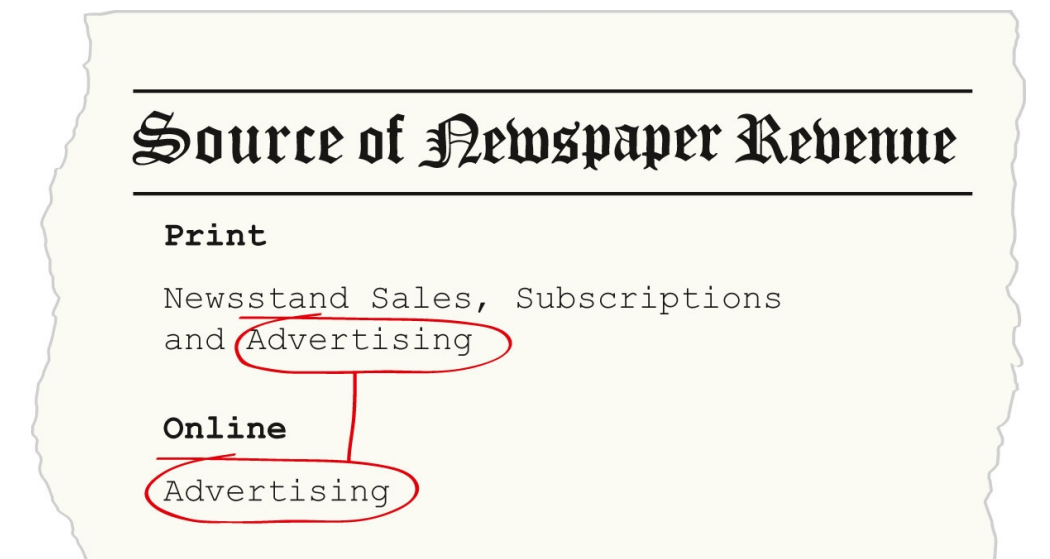 Source of Newspaper Revenue
Print
Newsstand Sales, Subscriptions
and Advertising
Online
Advertising